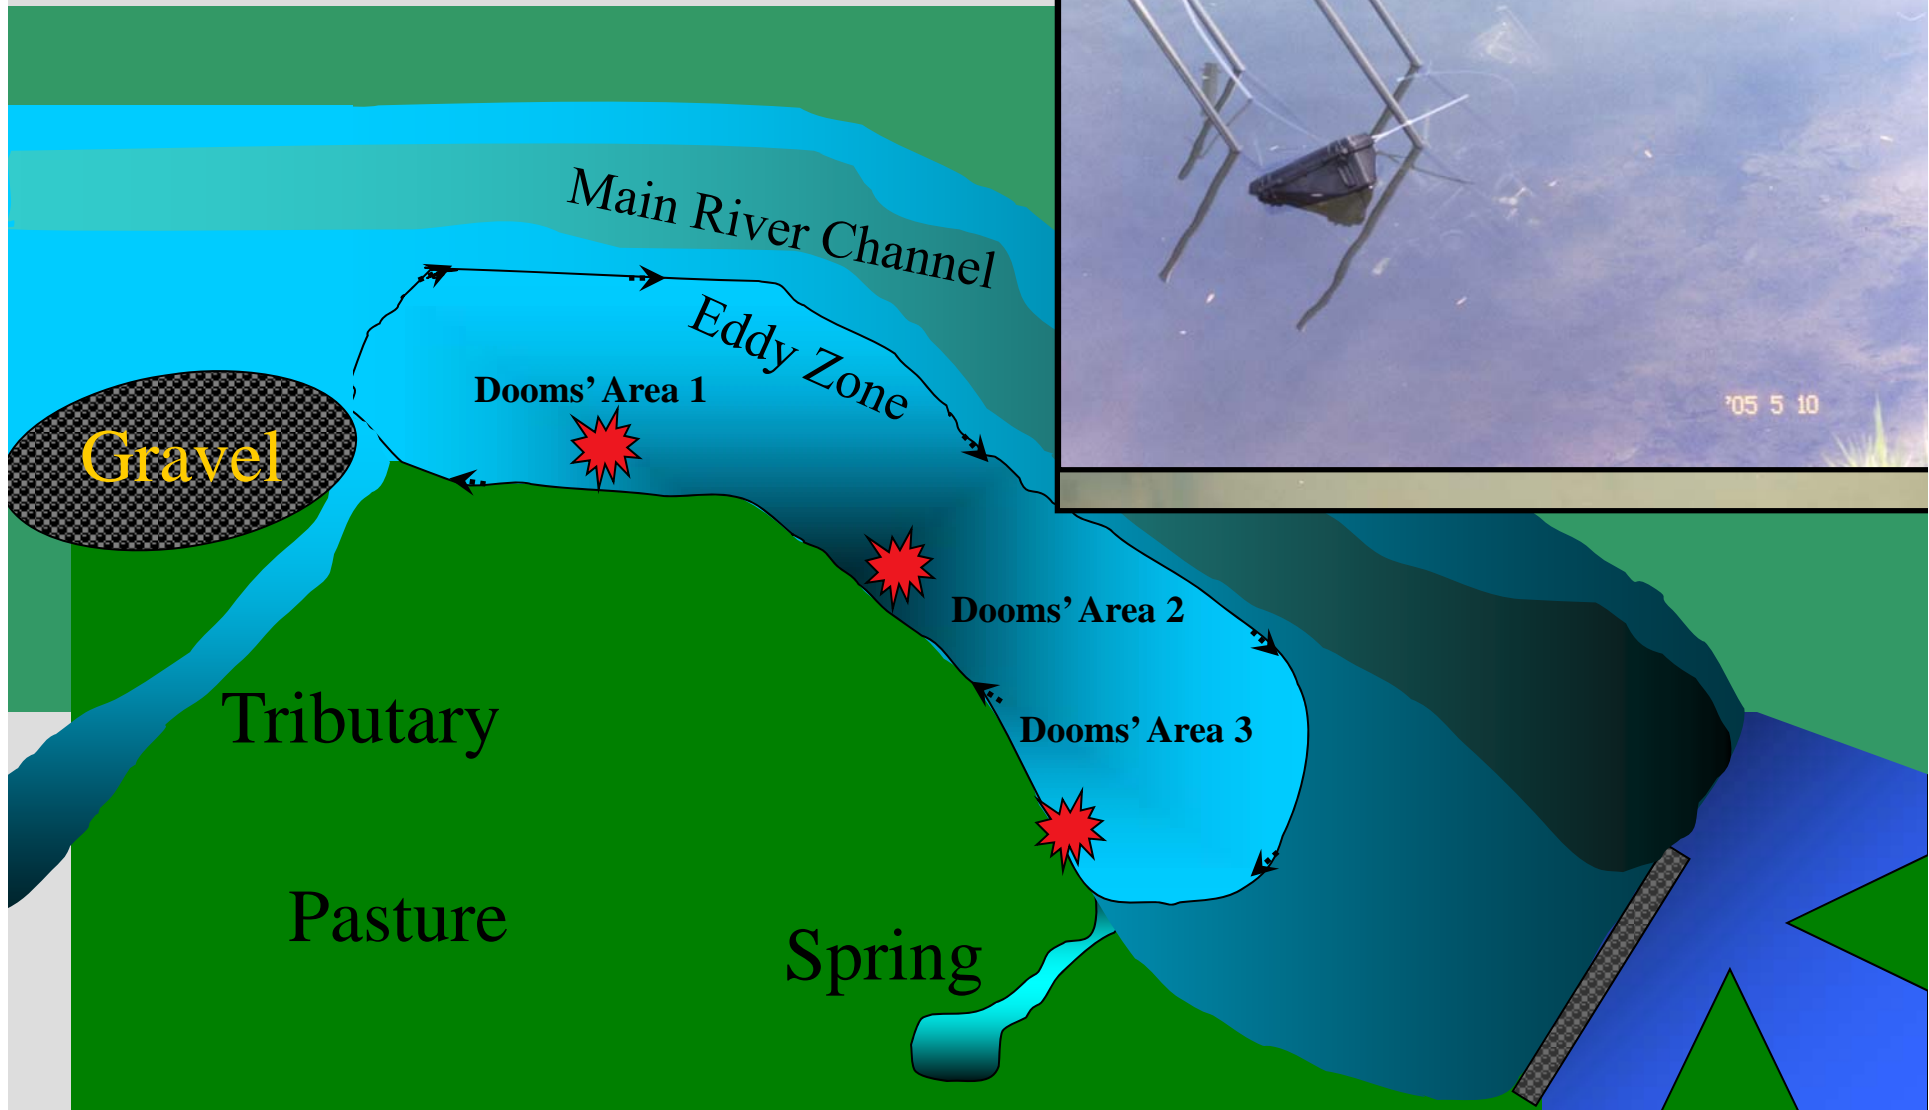 Main River Channel
Eddy Zone
Dooms' Area 1
Gravel
'05 5 10
Dooms' Area 2
Tributary
Dooms' Area 3
Pasture
Spring